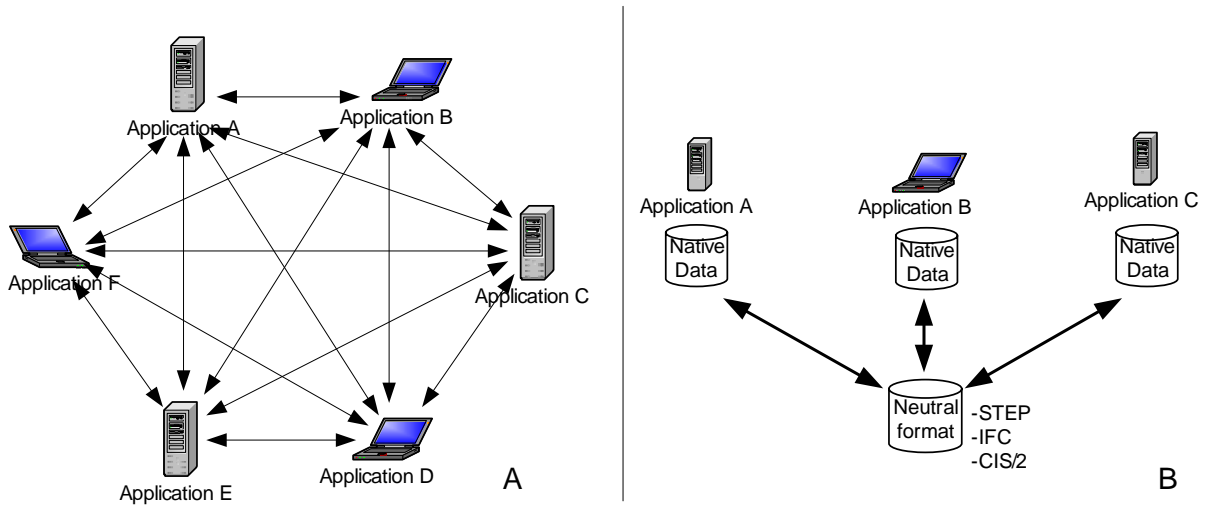 Application A
Application B
Application F
Application C
Application E
Application D
A
Application A
Application B
Application C
Native
Data
Native
Data
Native
Data
Neutral
format
-STEP
-IFC
-CIS/2
B